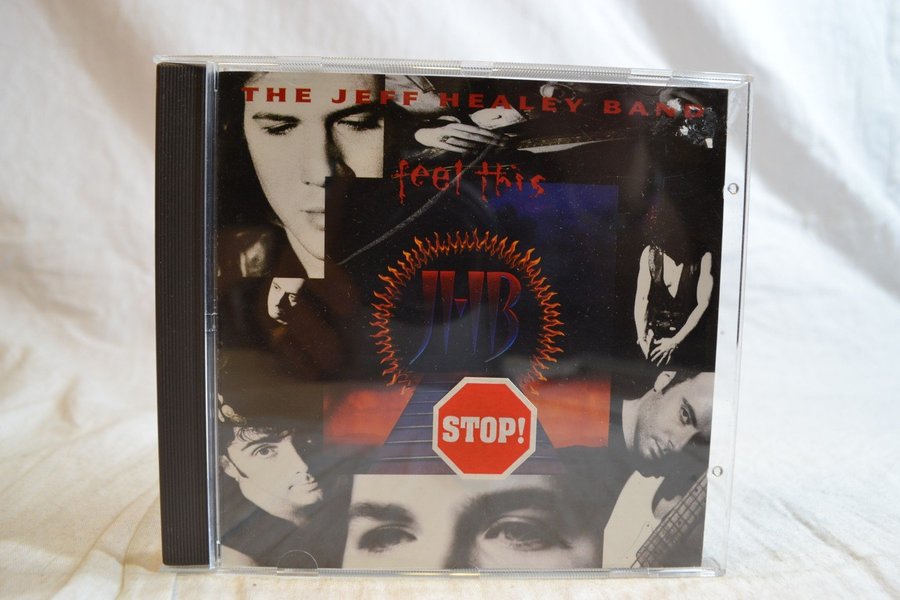 THE JEFF HEALEY BAND
feel this
JHB
STOP!